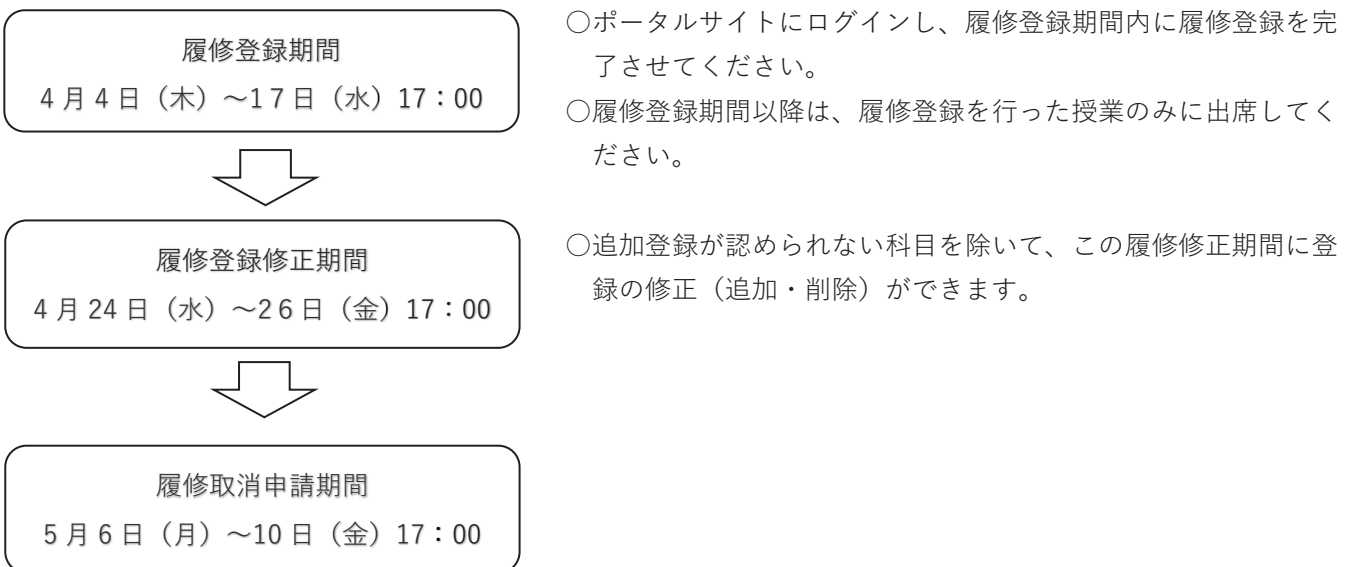 履修登録期間
4月4日（木）～17日（水）17：00
○ポータルサイトにログインし、履修登録期間内に履修登録を完
了させてください。
○履修登録期間以降は、履修登録を行った授業のみに出席してく
ださい。
履修登録修正期間
4月24日（水）～26日（金）17：00
○追加登録が認められない科目を除いて、この履修修正期間に登
録の修正（追加・削除）ができます。
履修取消申請期間
5月6日（月）～10日（金）17：00